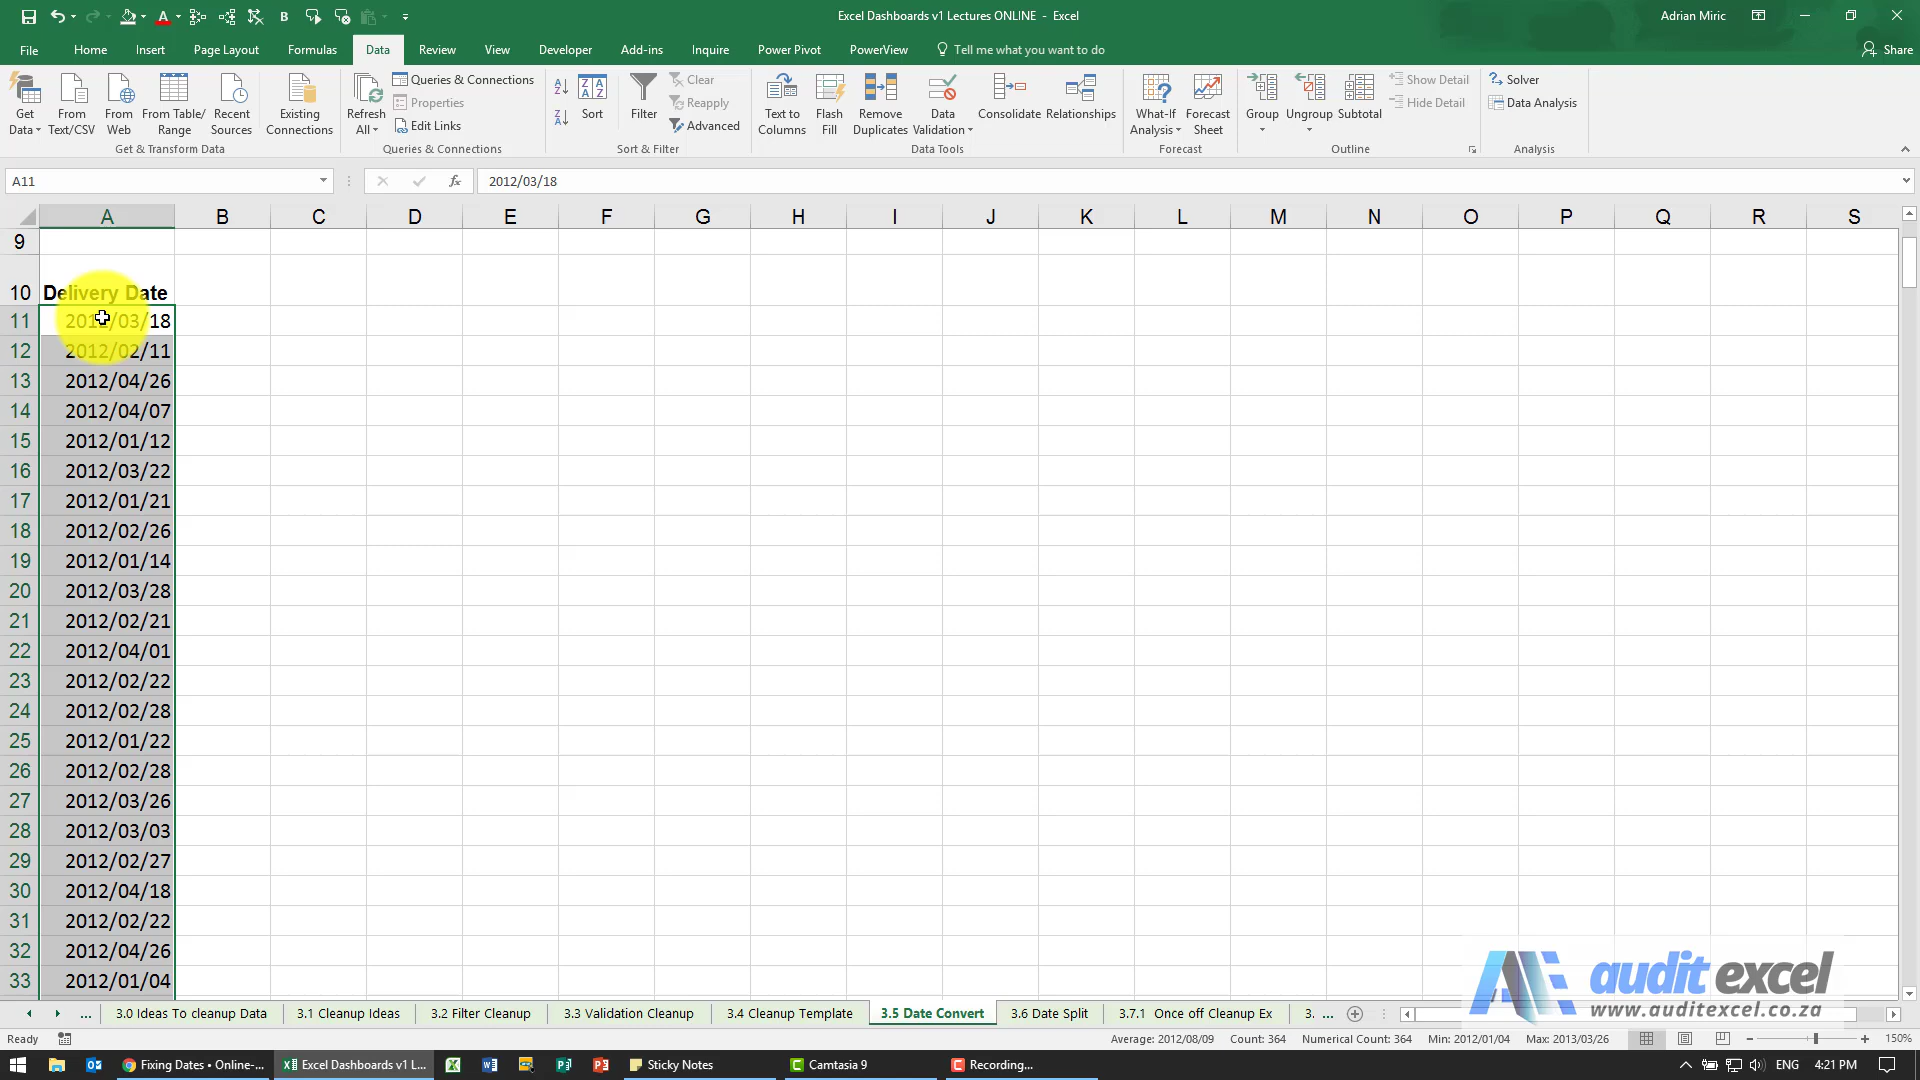 Excel Dashboards v1 Lectures ONLINE - Excel
Adrian Miric
File Home Insert Page Layout Formulas Data Review View Developer Add-ins Inquire Power Pivot PowerView Tell me what you want to do Share
Get Data
From Text/CSV
From Web
From Table/ Range
Recent Sources
Existing Connections
Get & Transform Data
Refresh All
Queries & Connections
Properties
Edit Links
Queries & Connections
Sort
Filter
Clear
Reapply
Advanced
Sort & Filter
Text to Columns
Flash Fill
Remove Duplicates
Data Validation
Consolidate
Relationships
Data Tools
What-If Analysis
Forecast Sheet
Forecast
Group
Ungroup
Subtotal
Show Detail
Hide Detail
Outline
Solver
Data Analysis
Analysis
A11 fx 2012/03/18
A B C D E F G H I J K L M N O P Q R S
9
10 Delivery Date
11 2012/03/18
12 2012/02/11
13 2012/04/26
14 2012/04/07
15 2012/01/12
16 2012/03/22
17 2012/01/21
18 2012/02/26
19 2012/01/14
20 2012/03/28
21 2012/02/21
22 2012/04/01
23 2012/02/22
24 2012/02/28
25 2012/01/22
26 2012/02/28
27 2012/03/26
28 2012/03/03
29 2012/02/27
30 2012/04/18
31 2012/02/22
32 2012/04/26
33 2012/01/04
audit excel
www.auditexcel.co.za
... 3.0 Ideas To cleanup Data 3.1 Cleanup Ideas 3.2 Filter Cleanup 3.3 Validation Cleanup 3.4 Cleanup Template 3.5 Date Convert 3.6 Date Split 3.7.1 Once off Cleanup Ex 3. ...
Ready Average: 2012/08/09 Count: 364 Numerical Count: 364 Min: 2012/01/04 Max: 2013/03/26 150%
Fixing Dates • Online-... Excel Dashboards v1 L... Sticky Notes Camtasia 9 Recording... ENG 4:21 PM